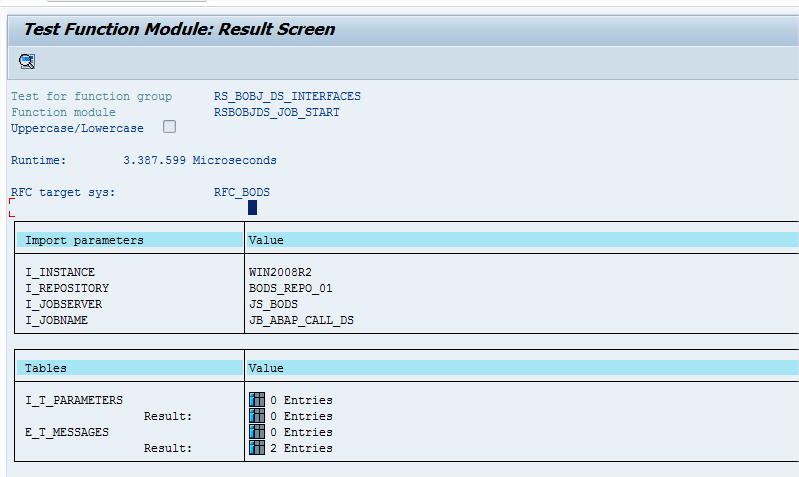 Test Function Module: Result Screen
Test for function group RS_BOBJ_DS_INTERFACES
Function module RSBOBJDS_JOB_START
Uppercase/Lowercase
Runtime: 3.387.599 Microseconds
RFC target sys: RFC_BODS
Import parameters Value
I_INSTANCE WIN2008R2
I_REPOSITORY BODS_REPO_01
I_JOBSERVER JS_BODS
I_JOBNAME JB_ABAP_CALL_DS
Tables Value
I_T_PARAMETERS 0 Entries
Result: 0 Entries
E_T_MESSAGES 0 Entries
Result: 2 Entries